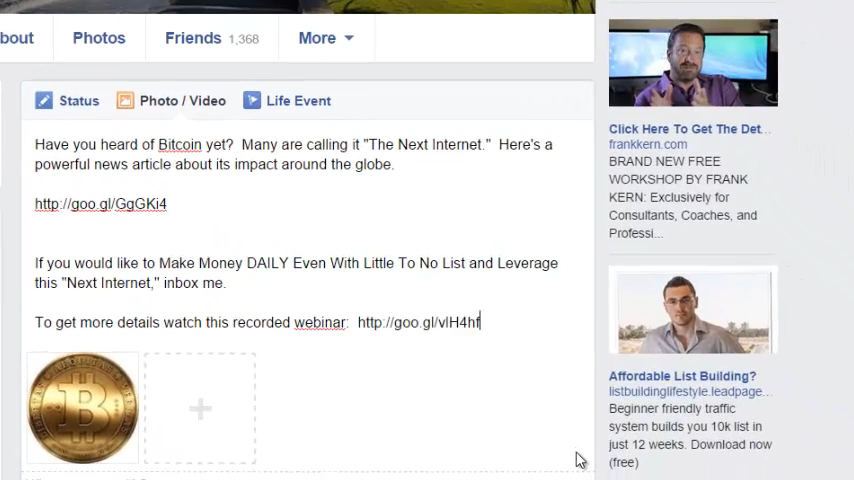 bout
Photos
Friends 1,368
More
Status
Photo / Video
Life Event
Have you heard of Bitcoin yet?  Many are calling it "The Next Internet."  Here's a
powerful news article about its impact around the globe.
http://goo.gl/GgGKi4
If you would like to Make Money DAILY Even With Little To No List and Leverage
this "Next Internet," inbox me.
To get more details watch this recorded webinar:  http://goo.gl/vlH4hf
Click Here To Get The Det...
frankkern.com
BRAND NEW FREE
WORKSHOP BY FRANK
KERN: Exclusively for
Consultants, Coaches, and
Professi...
Affordable List Building?
listbuildinglifestyle.leadpage...
Beginner friendly traffic
system builds you 10k list in
just 12 weeks. Download now
(free)